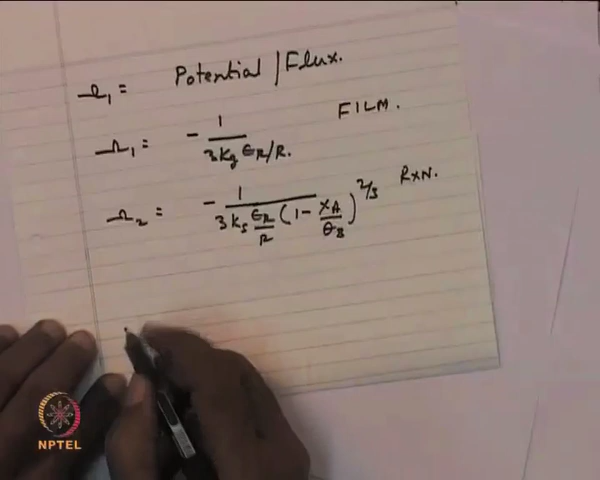 Ω₁ = Potential / Flux.
Ω₁ = - 1 / 3kg ϵR/R. FILM.
Ω₂ = - 1 / 3ks ϵR/R (1 - XA/θB)^2/3 RXN.
NPTEL